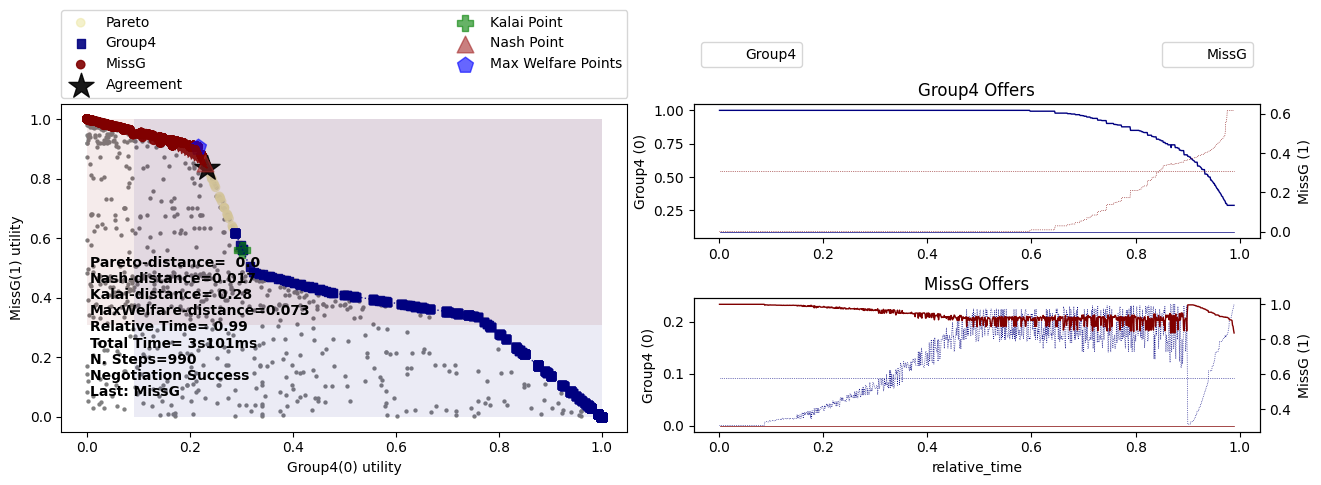 Pareto
Group4
MissG
Agreement
Kalai Point
Nash Point
Max Welfare Points
MissG(1) utility
1.0
0.8
0.6
0.4
0.2
0.0
Pareto-distance=  0.0
Nash-distance=0.017
Kalai-distance= 0.28
MaxWelfare-distance=0.073
Relative Time= 0.99
Total Time= 3s101ms
N. Steps=990
Negotiation Success
Last: MissG
0.0 0.2 0.4 0.6 0.8 1.0
Group4(0) utility
Group4
MissG
Group4 Offers
Group4 (0)
1.00
0.75
0.50
0.25
0.6
0.4
0.2
0.0
MissG (1)
0.0 0.2 0.4 0.6 0.8 1.0
MissG Offers
Group4 (0)
0.2
0.1
0.0
1.0
0.8
0.6
0.4
MissG (1)
0.0 0.2 0.4 0.6 0.8 1.0
relative_time